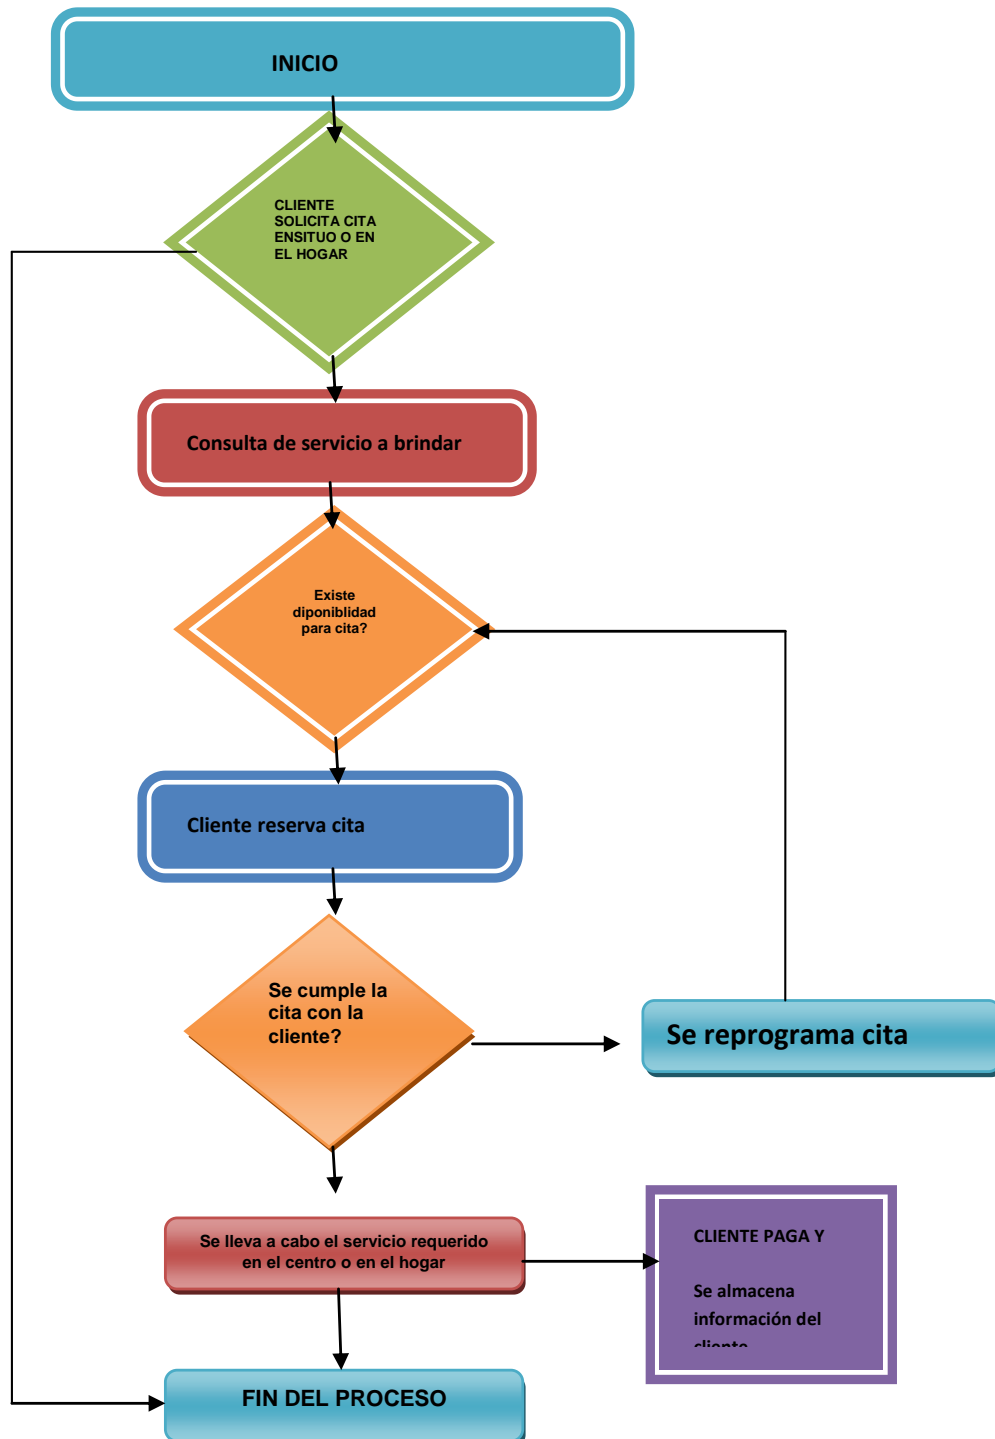 INICIO
CLIENTE
SOLICITA CITA
ENSITUO O EN
EL HOGAR
Consulta de servicio a brindar
Existe
diponiblidad
para cita?
Cliente reserva cita
Se cumple la
cita con la
cliente?
Se reprograma cita
Se lleva a cabo el servicio requerido
en el centro o en el hogar
CLIENTE PAGA Y
Se almacena
información del
cliente
FIN DEL PROCESO